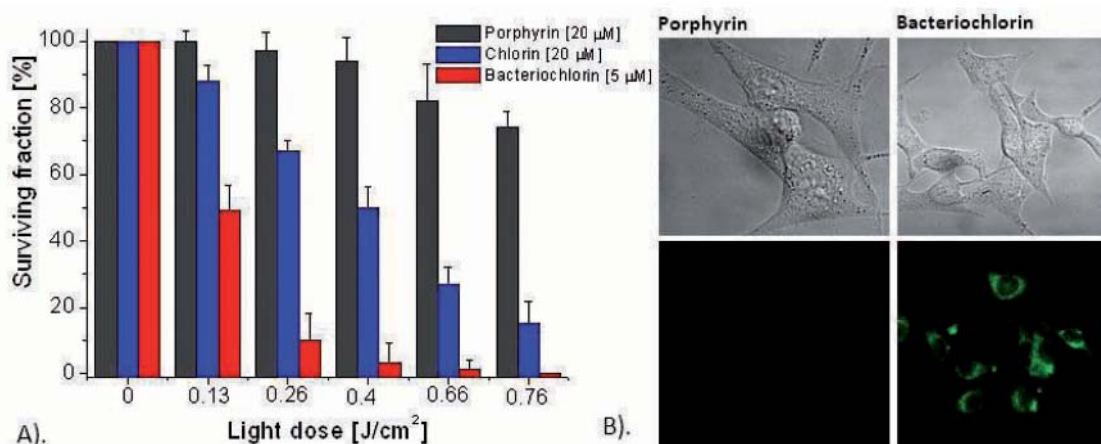 100
80
60
40
20
0
Surviving fraction [%]
Porphyrin [20 µM]
Chlorin [20 µM]
Bacteriochlorin [5 µM]
0 0.13 0.26 0.4 0.66 0.76
Light dose [J/cm²]
A).
B).
Porphyrin
Bacteriochlorin